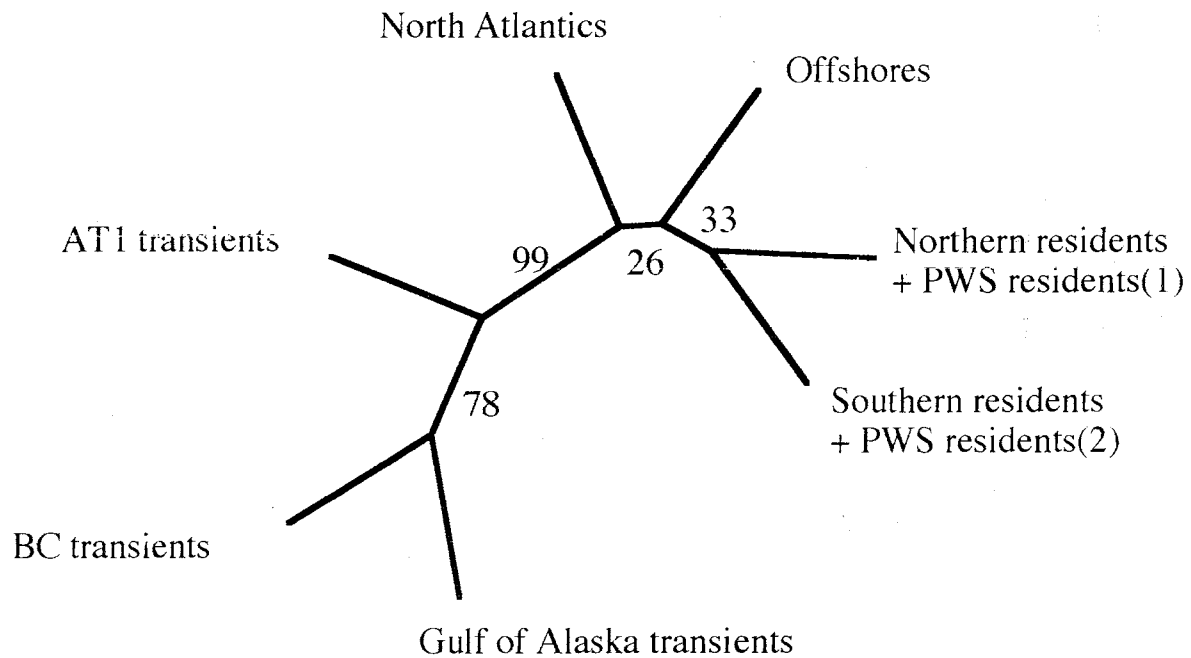 North Atlantics
Offshores
AT1 transients
99
26
33
Northern residents
+ PWS residents(1)
78
Southern residents
+ PWS residents(2)
BC transients
Gulf of Alaska transients